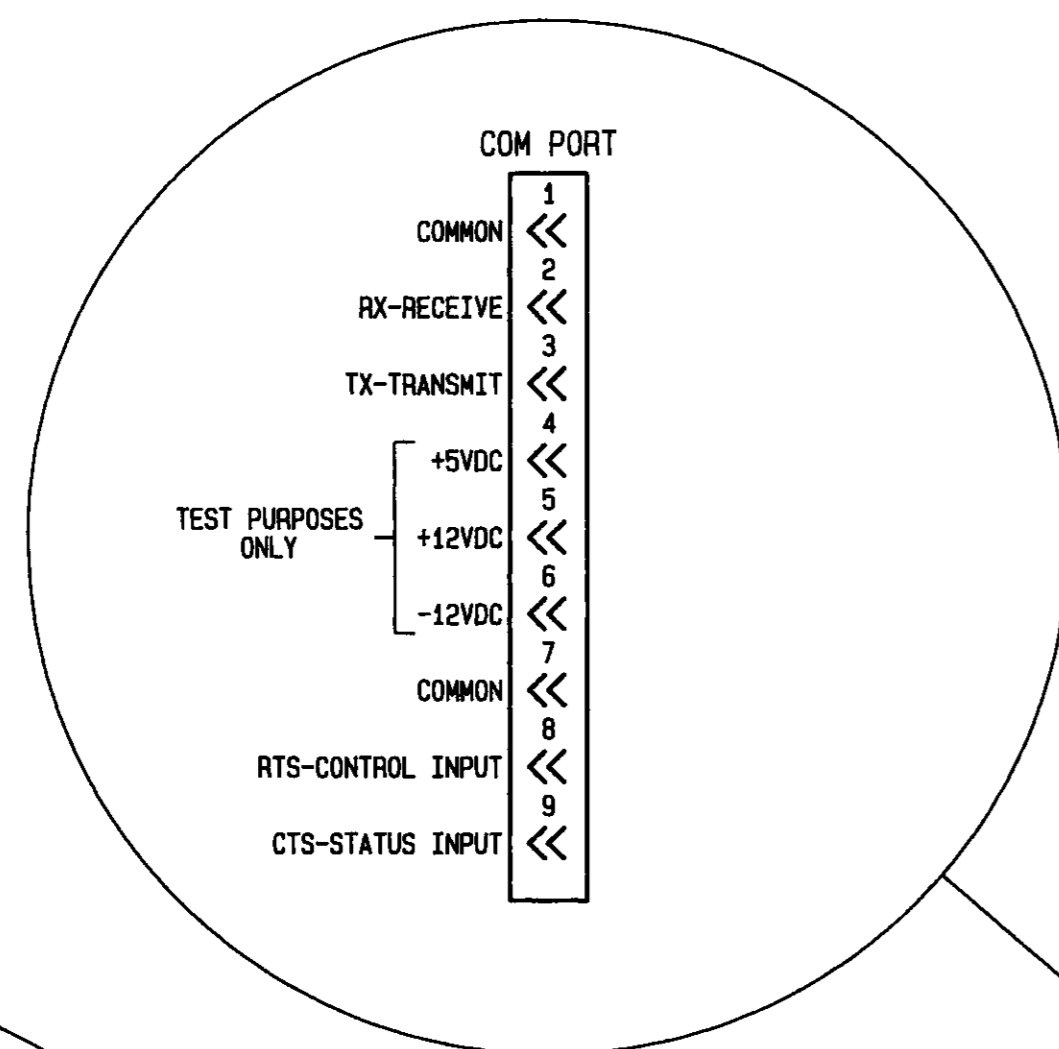 COM PORT
1
COMMON
2
RX-RECEIVE
3
TX-TRANSMIT
4
+5VDC
5
TEST PURPOSES
ONLY
+12VDC
6
-12VDC
7
COMMON
8
RTS-CONTROL INPUT
9
CTS-STATUS INPUT